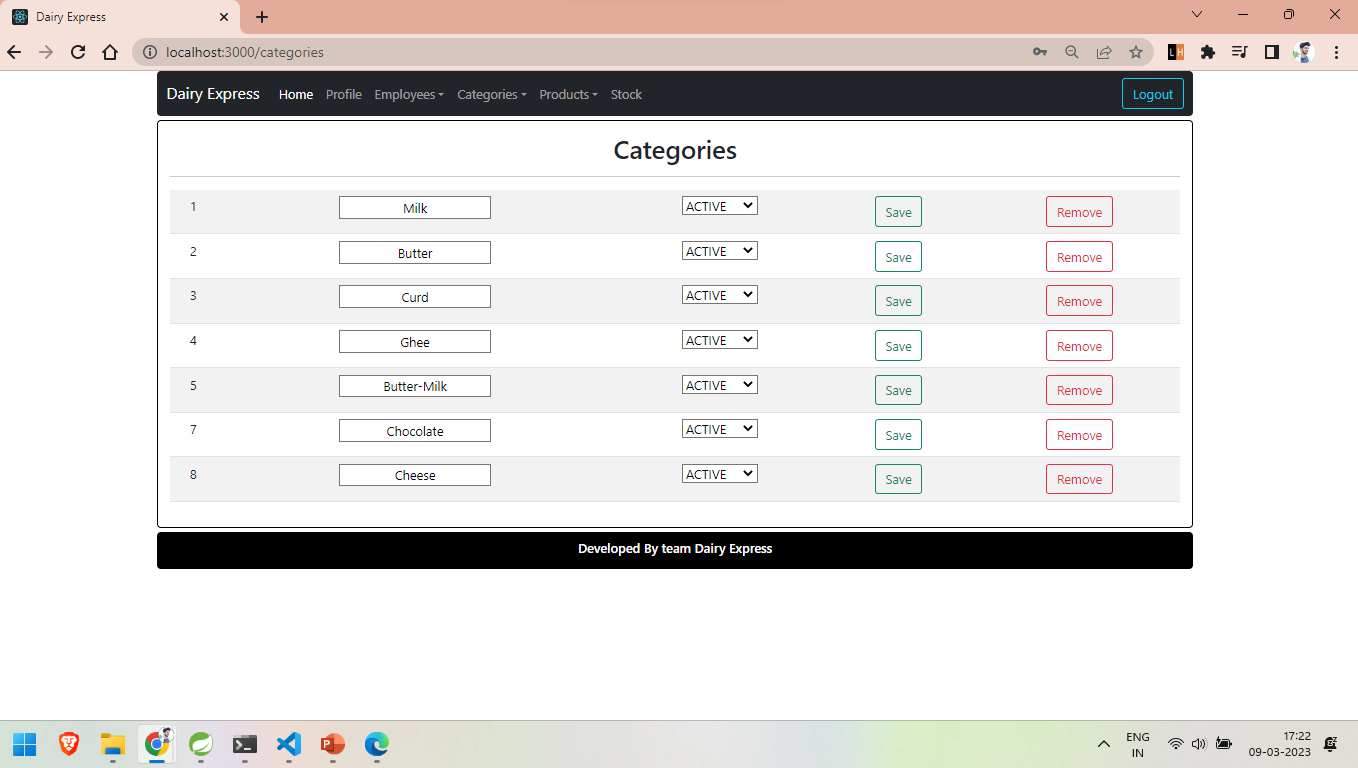 Dairy Express
localhost:3000/categories
L H
Dairy Express Home Profile Employees Categories Products Stock Logout
Categories
1 Milk ACTIVE Save Remove
2 Butter ACTIVE Save Remove
3 Curd ACTIVE Save Remove
4 Ghee ACTIVE Save Remove
5 Butter-Milk ACTIVE Save Remove
7 Chocolate ACTIVE Save Remove
8 Cheese ACTIVE Save Remove
Developed By team Dairy Express
ENG
IN
17:22
09-03-2023